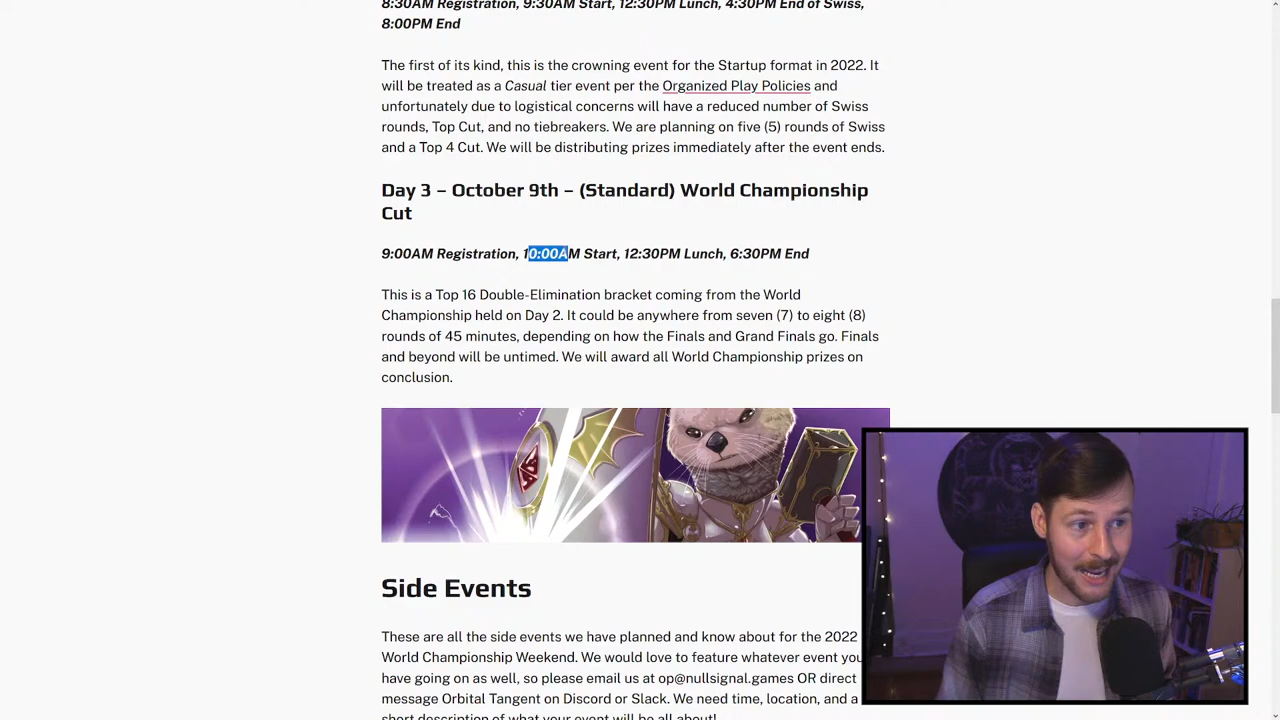 8:30AM Registration, 9:30AM Start, 12:30PM Lunch, 4:30PM End of Swiss,
8:00PM End
The first of its kind, this is the crowning event for the Startup format in 2022. It
will be treated as a Casual tier event per the Organized Play Policies and
unfortunately due to logistical concerns will have a reduced number of Swiss
rounds, Top Cut, and no tiebreakers. We are planning on five (5) rounds of Swiss
and a Top 4 Cut. We will be distributing prizes immediately after the event ends.
Day 3 – October 9th – (Standard) World Championship
Cut
9:00AM Registration, 10:00AM Start, 12:30PM Lunch, 6:30PM End
This is a Top 16 Double-Elimination bracket coming from the World
Championship held on Day 2. It could be anywhere from seven (7) to eight (8)
rounds of 45 minutes, depending on how the Finals and Grand Finals go. Finals
and beyond will be untimed. We will award all World Championship prizes on
conclusion.
Side Events
These are all the side events we have planned and know about for the 2022
World Championship Weekend. We would love to feature whatever event you
have going on as well, so please email us at op@nullsignal.games OR direct
message Orbital Tangent on Discord or Slack. We need time, location, and a
short description of what your event will be all about!